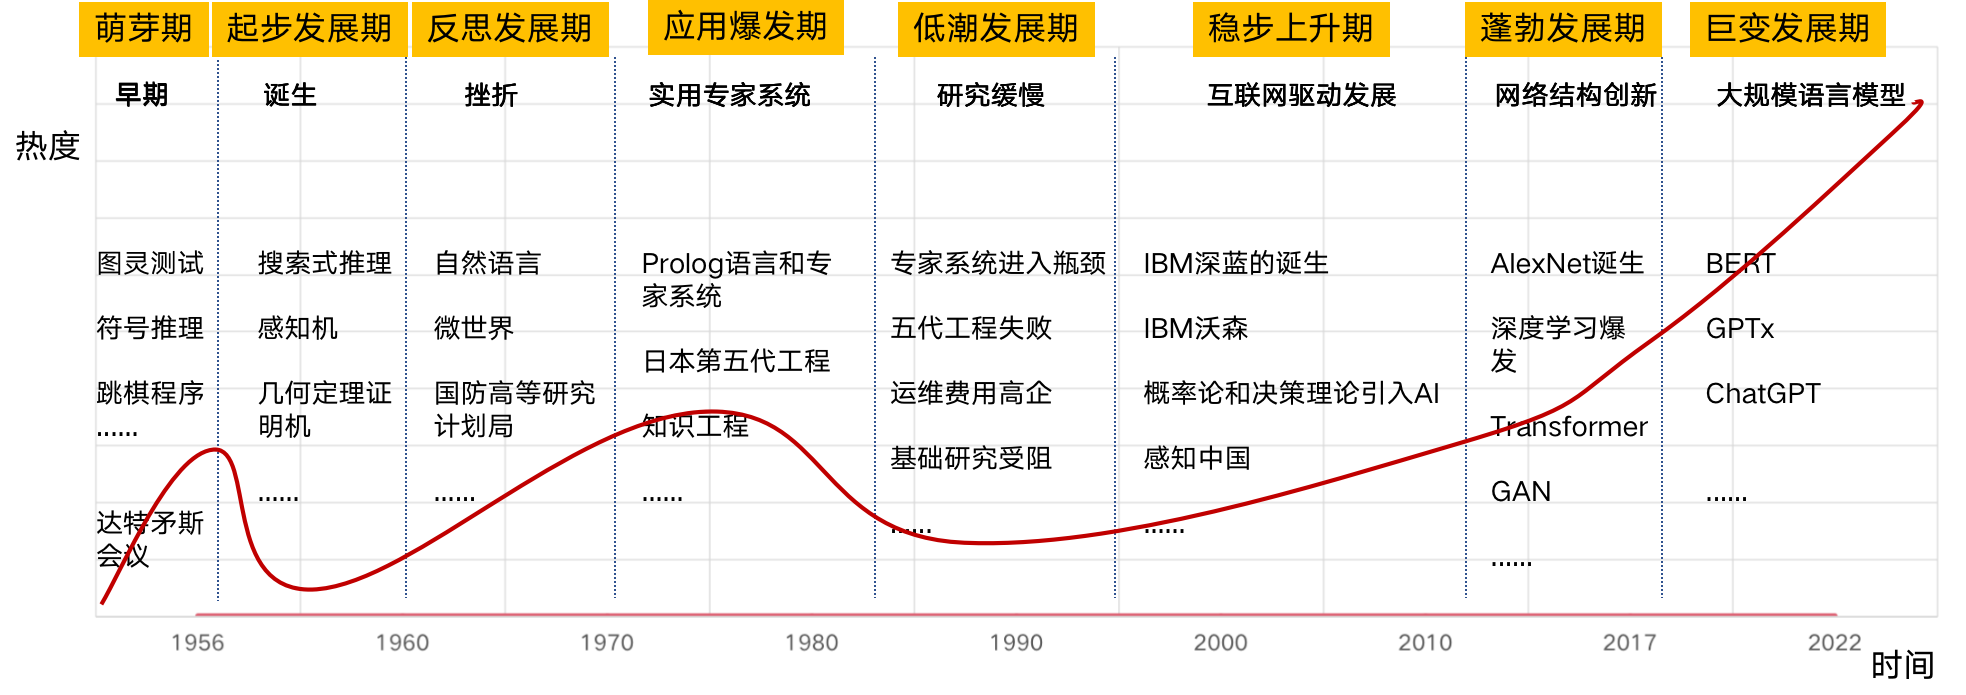 萌芽期
起步发展期
反思发展期
应用爆发期
低潮发展期
稳步上升期
蓬勃发展期
巨变发展期
早期
诞生
挫折
实用专家系统
研究缓慢
互联网驱动发展
网络结构创新
大规模语言模型
热度
图灵测试
符号推理
跳棋程序
......
达特矛斯
会议
搜索式推理
感知机
几何定理证
明机
......
自然语言
微世界
国防高等研究
计划局
......
Prolog语言和专
家系统
日本第五代工程
知识工程
......
专家系统进入瓶颈
五代工程失败
运维费用高企
基础研究受阻
......
IBM深蓝的诞生
IBM沃森
概率论和决策理论引入AI
感知中国
......
AlexNet诞生
深度学习爆
发
Transformer
GAN
......
BERT
GPTx
ChatGPT
......
1956
1960
1970
1980
1990
2000
2010
2017
2022
时间